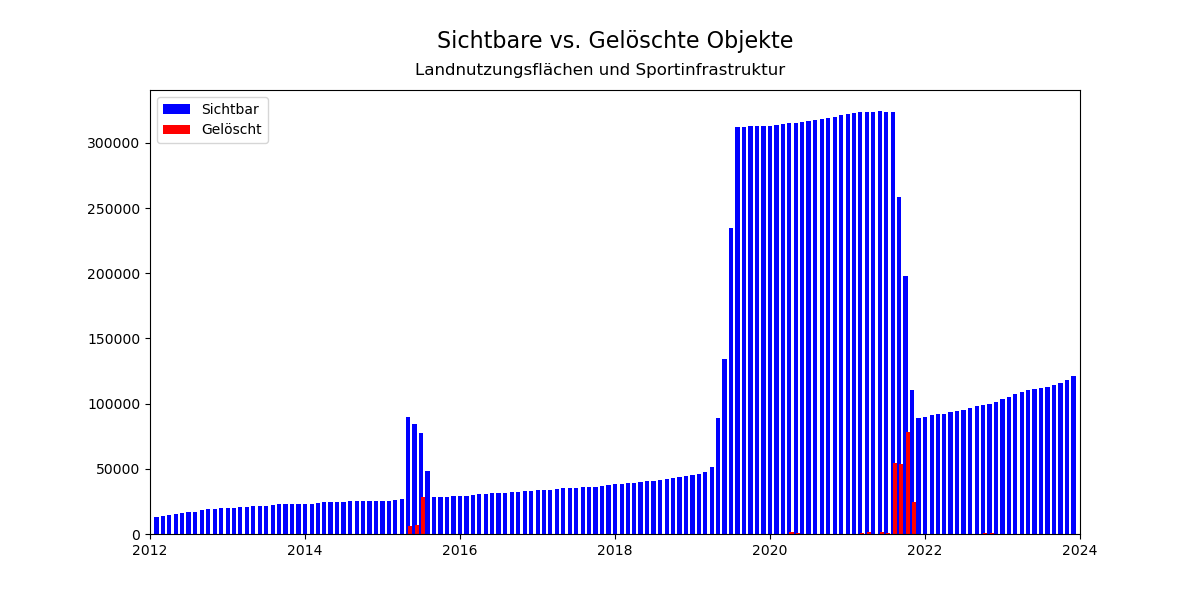 Sichtbare vs. Gelöschte Objekte
Landnutzungsflächen und Sportinfrastruktur
Sichtbar
Gelöscht
300000
250000
200000
150000
100000
50000
0
2012 2014 2016 2018 2020 2022 2024